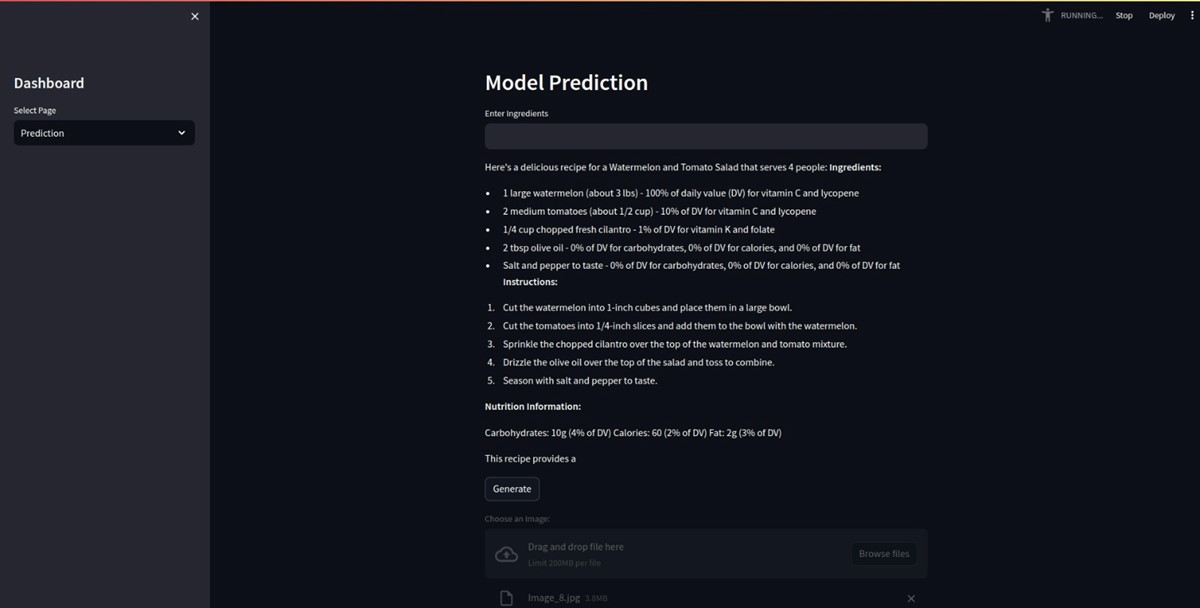 RUNNING...
Stop
Deploy
Dashboard
Select Page
Prediction
Model Prediction
Enter Ingredients
Here's a delicious recipe for a Watermelon and Tomato Salad that serves 4 people: Ingredients:
• 1 large watermelon (about 3 lbs) - 100% of daily value (DV) for vitamin C and lycopene
• 2 medium tomatoes (about 1/2 cup) - 10% of DV for vitamin C and lycopene
• 1/4 cup chopped fresh cilantro - 1% of DV for vitamin K and folate
• 2 tbsp olive oil - 0% of DV for carbohydrates, 0% of DV for calories, and 0% of DV for fat
• Salt and pepper to taste - 0% of DV for carbohydrates, 0% of DV for calories, and 0% of DV for fat
Instructions:
1. Cut the watermelon into 1-inch cubes and place them in a large bowl.
2. Cut the tomatoes into 1/4-inch slices and add them to the bowl with the watermelon.
3. Sprinkle the chopped cilantro over the top of the watermelon and tomato mixture.
4. Drizzle the olive oil over the top of the salad and toss to combine.
5. Season with salt and pepper to taste.
Nutrition Information:
Carbohydrates: 10g (4% of DV) Calories: 60 (2% of DV) Fat: 2g (3% of DV)
This recipe provides a
Generate
Choose an Image:
Drag and drop file here
Limit 200MB per file
Browse files
Image_8.jpg 3.8MB